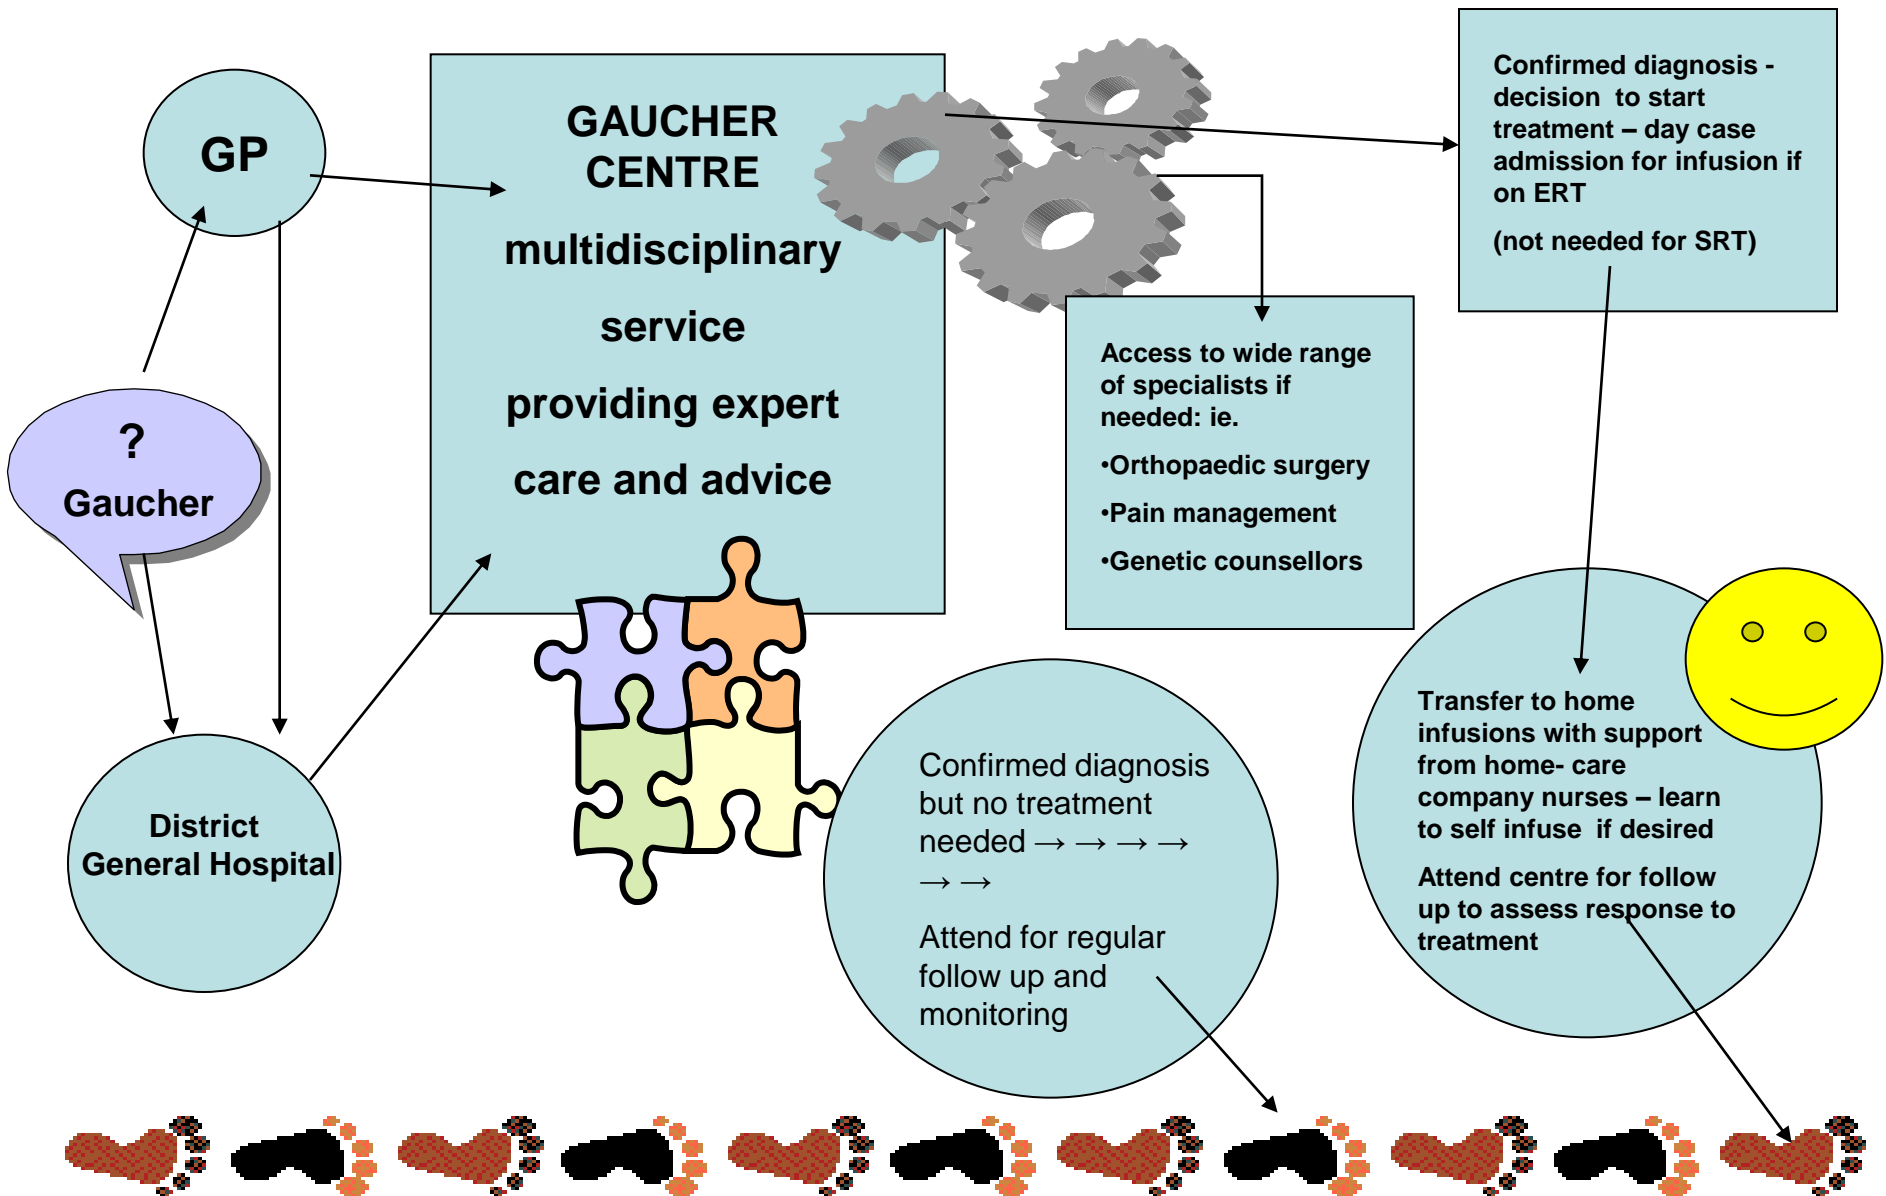 GP
?
Gaucher
District
General Hospital
GAUCHER
CENTRE
multidisciplinary
service
providing expert
care and advice
Confirmed diagnosis -
decision  to start
treatment – day case
admission for infusion if
on ERT
(not needed for SRT)
Access to wide range
of specialists if
needed: ie.
•Orthopaedic surgery
•Pain management
•Genetic counsellors
Confirmed diagnosis
but no treatment
needed → → → →
→ →
Attend for regular
follow up and
monitoring
Transfer to home
infusions with support
from home- care
company nurses – learn
to self infuse  if desired
Attend centre for follow
up to assess response to
treatment